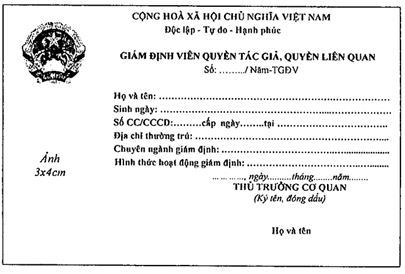 CỘNG HOÀ XÃ HỘI CHỦ NGHĨA VIỆT NAM
Độc lập - Tự do - Hạnh phúc
GIÁM ĐỊNH VIÊN QUYỀN TÁC GIẢ, QUYỀN LIÊN QUAN
Số: ........./ Năm-TGĐV
Họ và tên: ..........................................................
Sinh ngày: ..........................................................
Số CC/CCCD:.........cấp ngày........tại ..........................
Địa chỉ thường trú: ..................................................
Chuyên ngành giám định: ............................................
Hình thức hoạt động giám định: .....................................
Ảnh
3x4cm
............, ngày..........tháng........năm........
THỦ TRƯỞNG CƠ QUAN
(Ký tên, đóng dấu)
Họ và tên